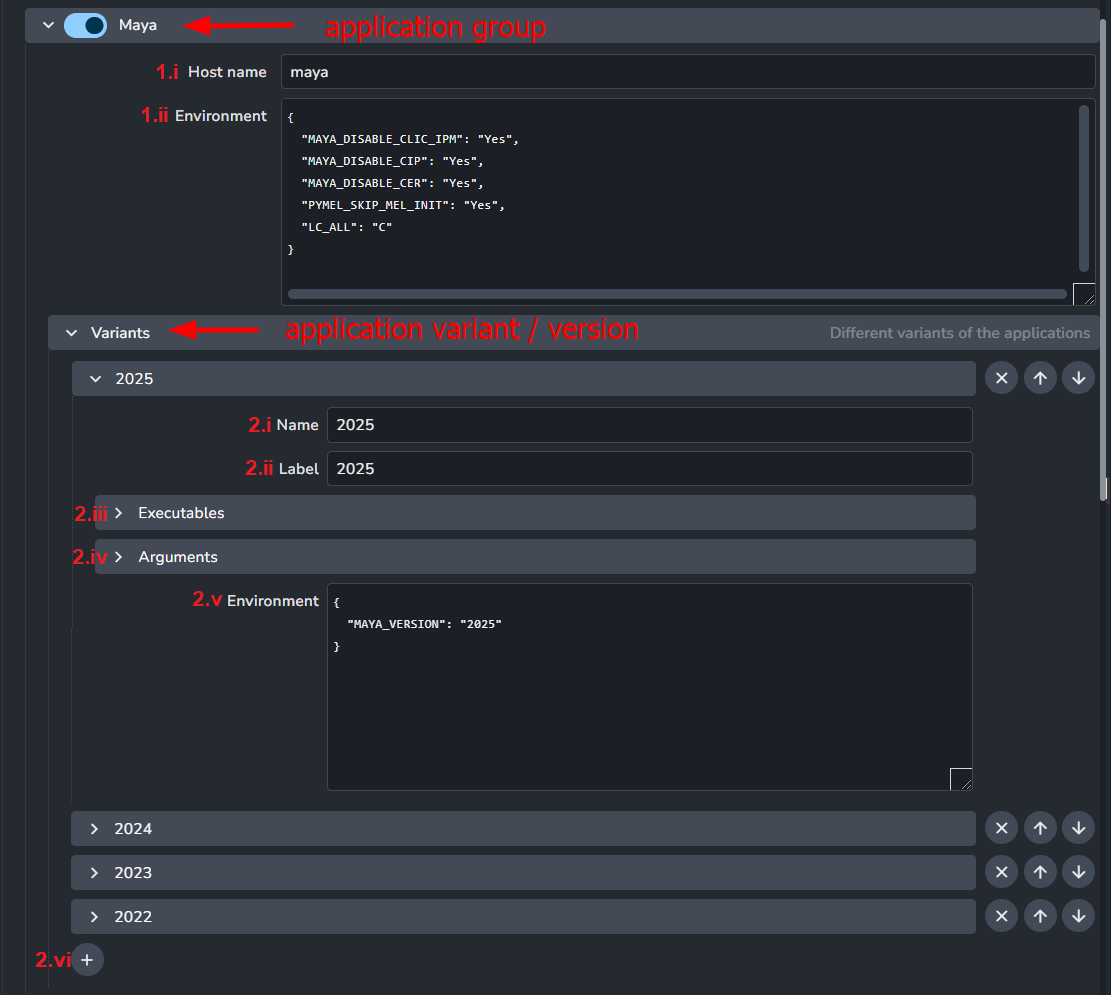 Maya application group
1.i Host name maya
1.ii Environment {
"MAYA_DISABLE_CLIC_IPM": "Yes",
"MAYA_DISABLE_CIP": "Yes",
"MAYA_DISABLE_CER": "Yes",
"PYMEL_SKIP_MEL_INIT": "Yes",
"LC_ALL": "C"
}
Variants application variant / version Different variants of the applications
2025
2.i Name 2025
2.ii Label 2025
2.iii Executables
2.iv Arguments
2.v Environment {
"MAYA_VERSION": "2025"
}
2024
2023
2022
2.vi +